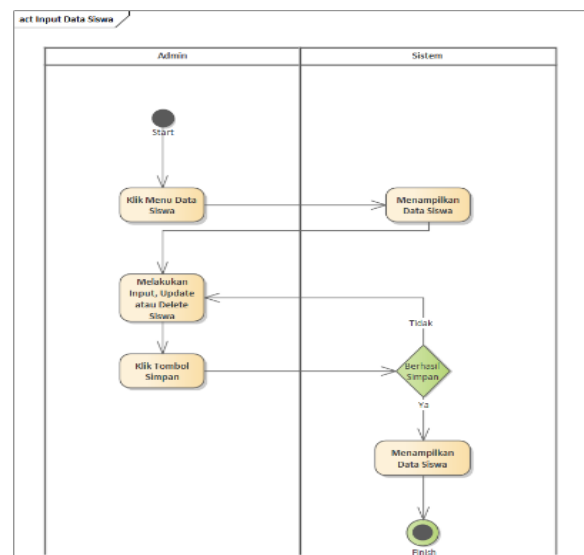 act Input Data Siswa
Admin
Sistem
Start
Klik Menu Data
Siswa
Menampilkan
Data Siswa
Melakukan
Input, Update
atau Delete
Siswa
Tidak
Klik Tombol
Simpan
Berhasil
Simpan
Ya
Menampilkan
Data Siswa
Finish